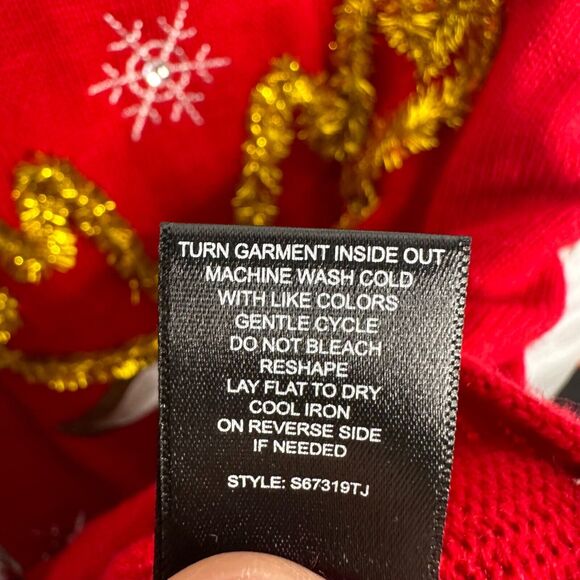 TURN GARMENT INSIDE OUT
MACHINE WASH COLD
WITH LIKE COLORS
GENTLE CYCLE
DO NOT BLEACH
RESHAPE
LAY FLAT TO DRY
COOL IRON
ON REVERSE SIDE
IF NEEDED
STYLE: S67319TJ